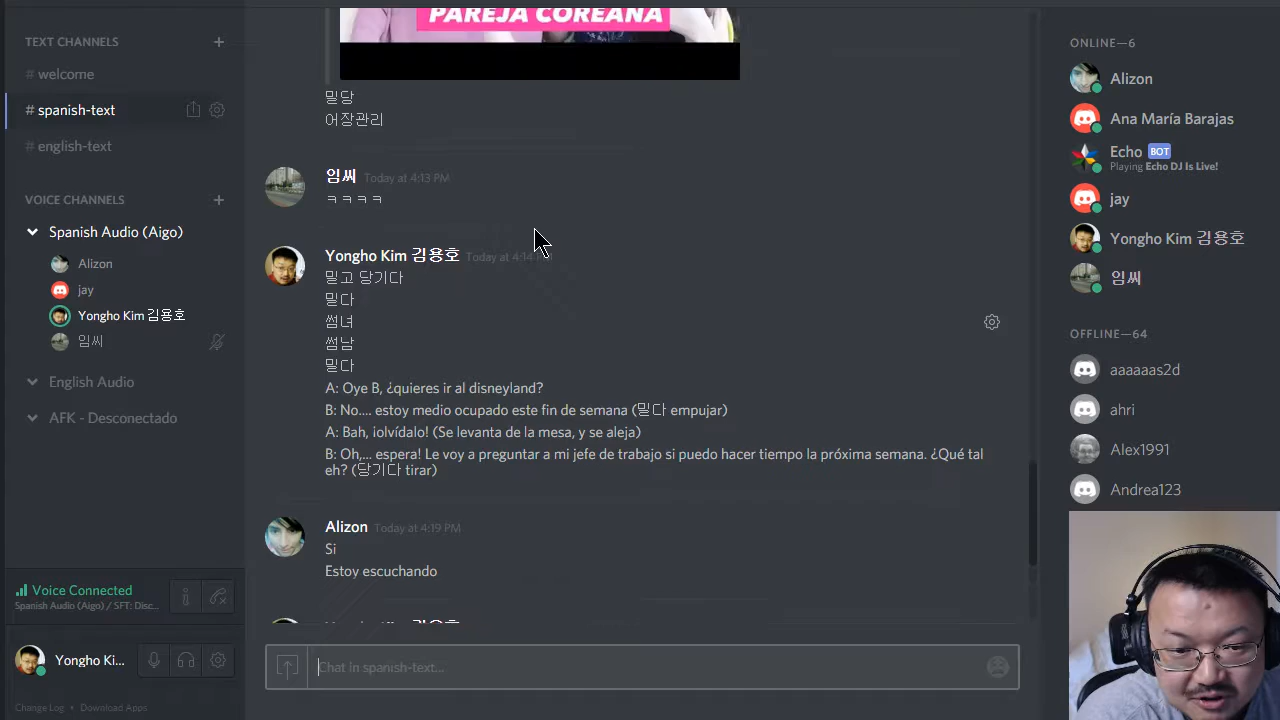 TEXT CHANNELS
# welcome
# spanish-text
# english-text
VOICE CHANNELS
Spanish Audio (Aigo)
Alizon
jay
Yongho Kim 김용호
임씨
English Audio
AFK - Desconectado
Voice Connected
Spanish Audio (Aigo) / SFT: Disc...
Yongho Ki...
Change Log • Download Apps
PAREJA COREANA
밀당
어장관리
임씨 Today at 4:13 PM
ㅋㅋㅋㅋ
Yongho Kim 김용호 Today at 4:14
밀고 당기다
밀다
썸녀
썸남
밀다
A: Oye B, ¿quieres ir al disneyland?
B: No.... estoy medio ocupado este fin de semana (밀다 empujar)
A: Bah, ¡olvídalo! (Se levanta de la mesa, y se aleja)
B: Oh,... espera! Le voy a preguntar a mi jefe de trabajo si puedo hacer tiempo la próxima semana. ¿Qué tal
eh? (당기다 tirar)
Alizon Today at 4:19 PM
Si
Estoy escuchando
Chat in spanish-text...
ONLINE—6
Alizon
Ana María Barajas
Echo BOT
Playing Echo DJ Is Live!
jay
Yongho Kim 김용호
임씨
OFFLINE—64
aaaaaas2d
ahri
Alex1991
Andrea123